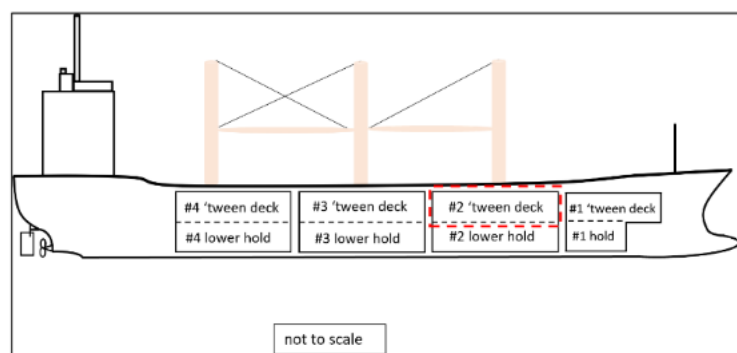 #4 ‘tween deck
#3 ‘tween deck
#2 ‘tween deck
#1 ‘tween deck
#4 lower hold
#3 lower hold
#2 lower hold
#1 hold
not to scale